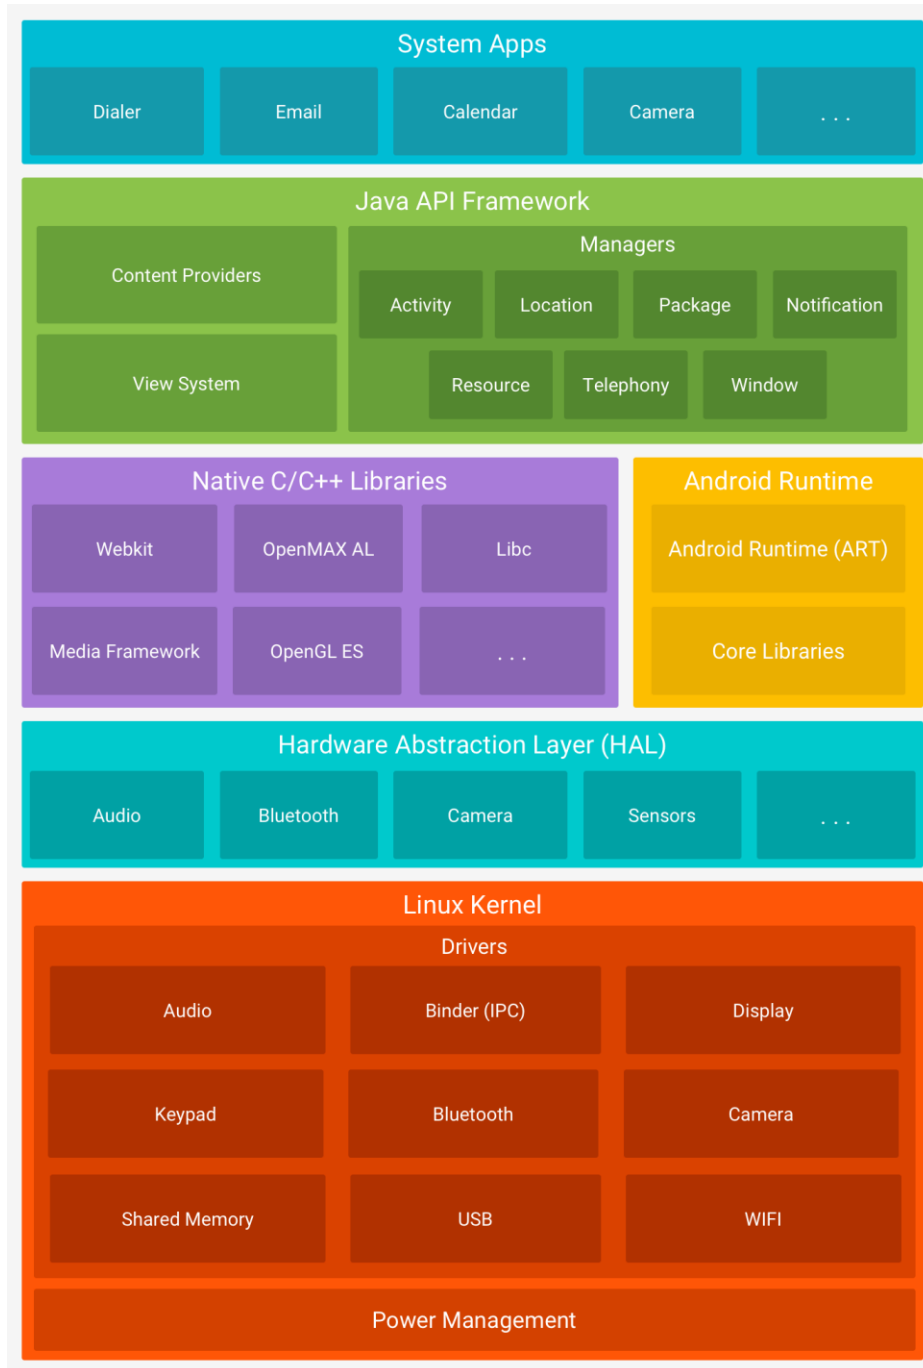 System Apps
Dialer
Email
Calendar
Camera
. . .
Java API Framework
Content Providers
View System
Managers
Activity
Location
Package
Notification
Resource
Telephony
Window
Native C/C++ Libraries
Webkit
OpenMAX AL
Libc
Media Framework
OpenGL ES
. . .
Android Runtime
Android Runtime (ART)
Core Libraries
Hardware Abstraction Layer (HAL)
Audio
Bluetooth
Camera
Sensors
. . .
Linux Kernel
Drivers
Audio
Binder (IPC)
Display
Keypad
Bluetooth
Camera
Shared Memory
USB
WIFI
Power Management